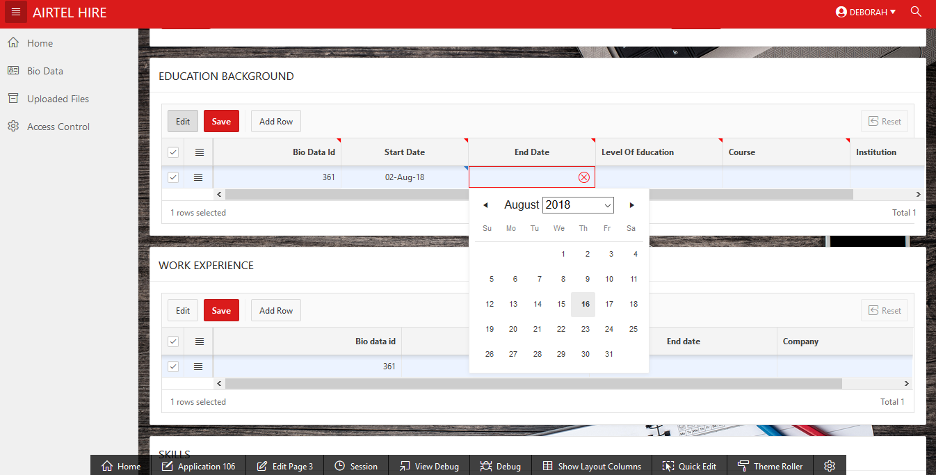 AIRTEL HIRE
DEBORAH
Home
Bio Data
Uploaded Files
Access Control
EDUCATION BACKGROUND
Edit Save Add Row Reset
Bio Data Id Start Date End Date Level Of Education Course Institution
361 02-Aug-18
1 rows selected Total 1
August 2018
Su Mo Tu We Th Fr Sa
1 2 3 4
5 6 7 8 9 10 11
12 13 14 15 16 17 18
19 20 21 22 23 24 25
26 27 28 29 30 31
WORK EXPERIENCE
Edit Save Add Row Reset
Bio data id End date Company
361
1 rows selected Total 1
SKILLS
Home Application 106 Edit Page 3 Session View Debug Debug Show Layout Columns Quick Edit Theme Roller